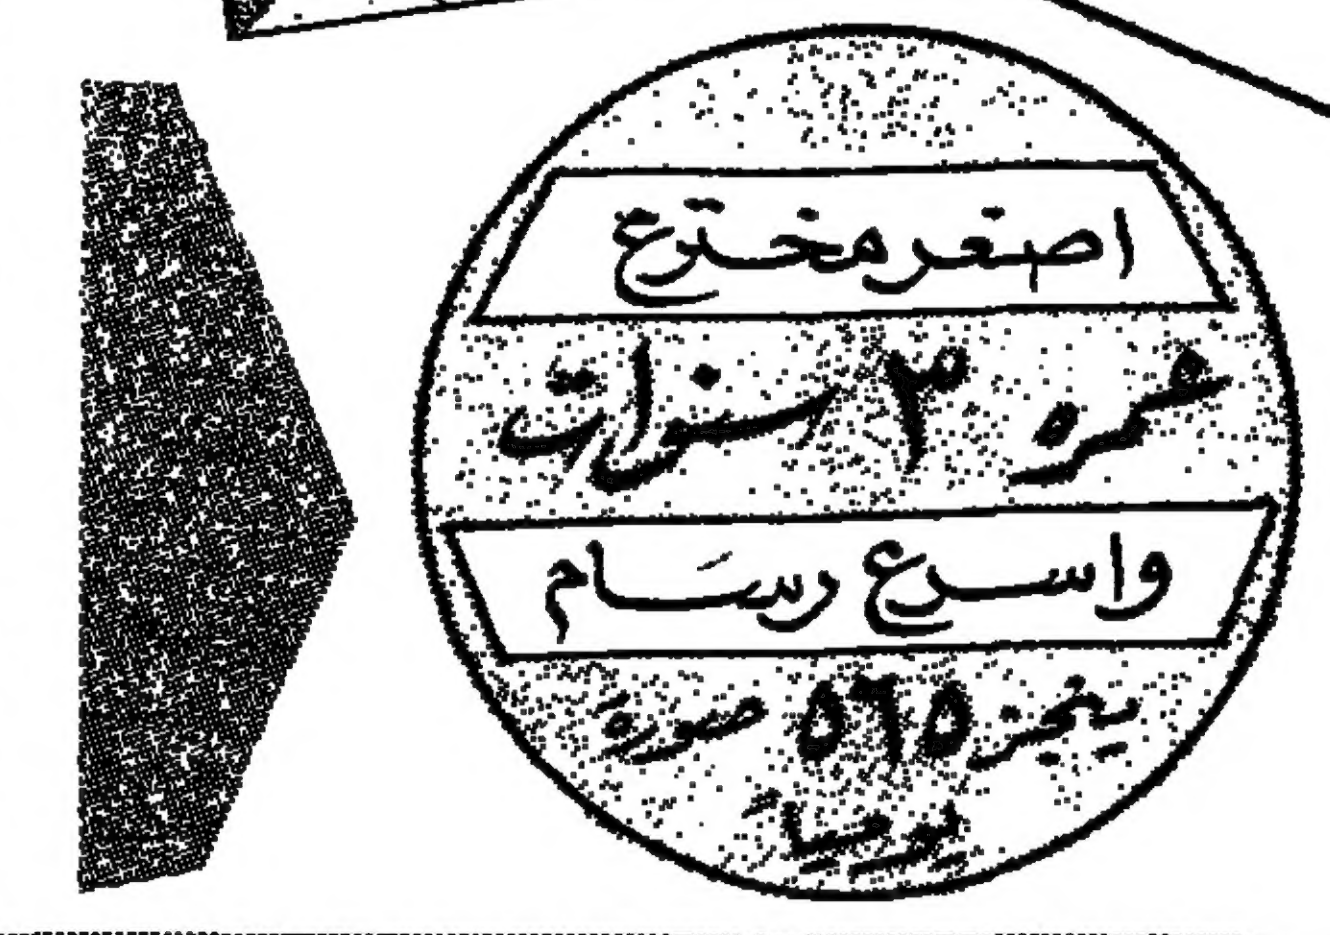 اصغر مخترع
عمره ٣ سنوات
واسرع رسام
ينجز ٥٦٥ صورة
يومياً